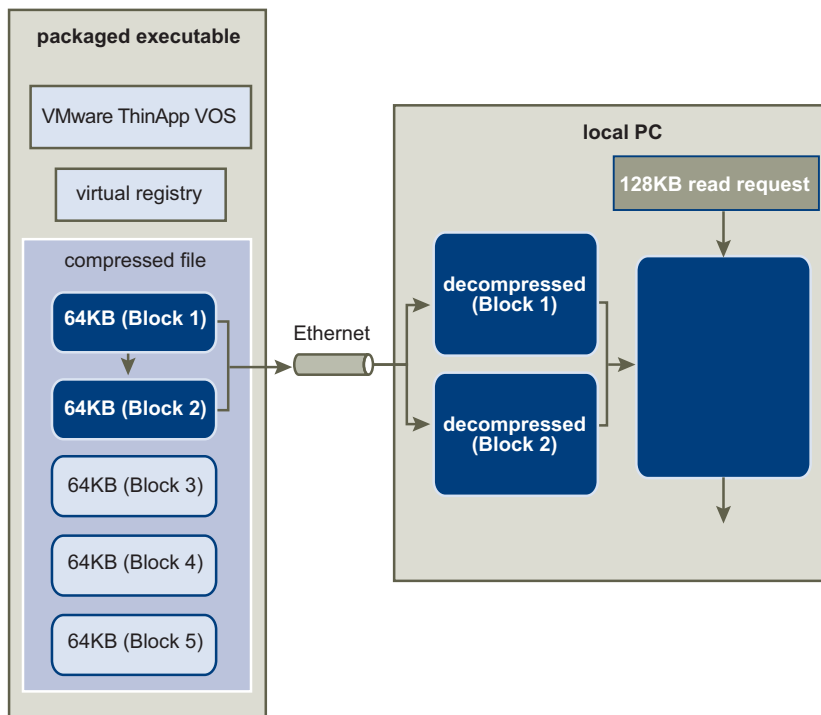 packaged executable
VMware ThinApp VOS
virtual registry
compressed file
64KB (Block 1)
64KB (Block 2)
64KB (Block 3)
64KB (Block 4)
64KB (Block 5)
Ethernet
local PC
128KB read request
decompressed
(Block 1)
decompressed
(Block 2)